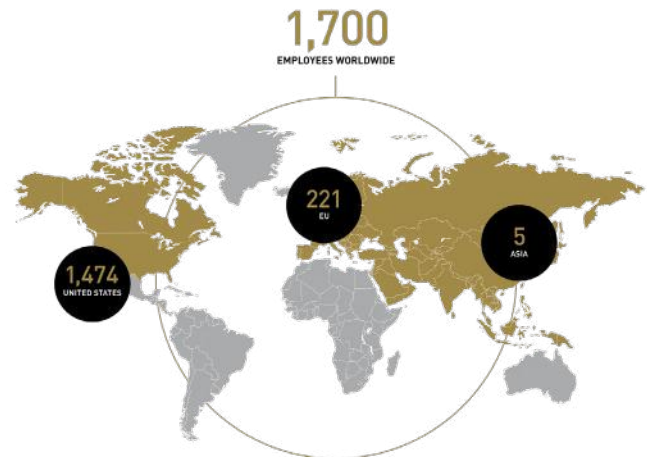 1,700
EMPLOYEES WORLDWIDE
221
EU
5
ASIA
1,474
UNITED STATES